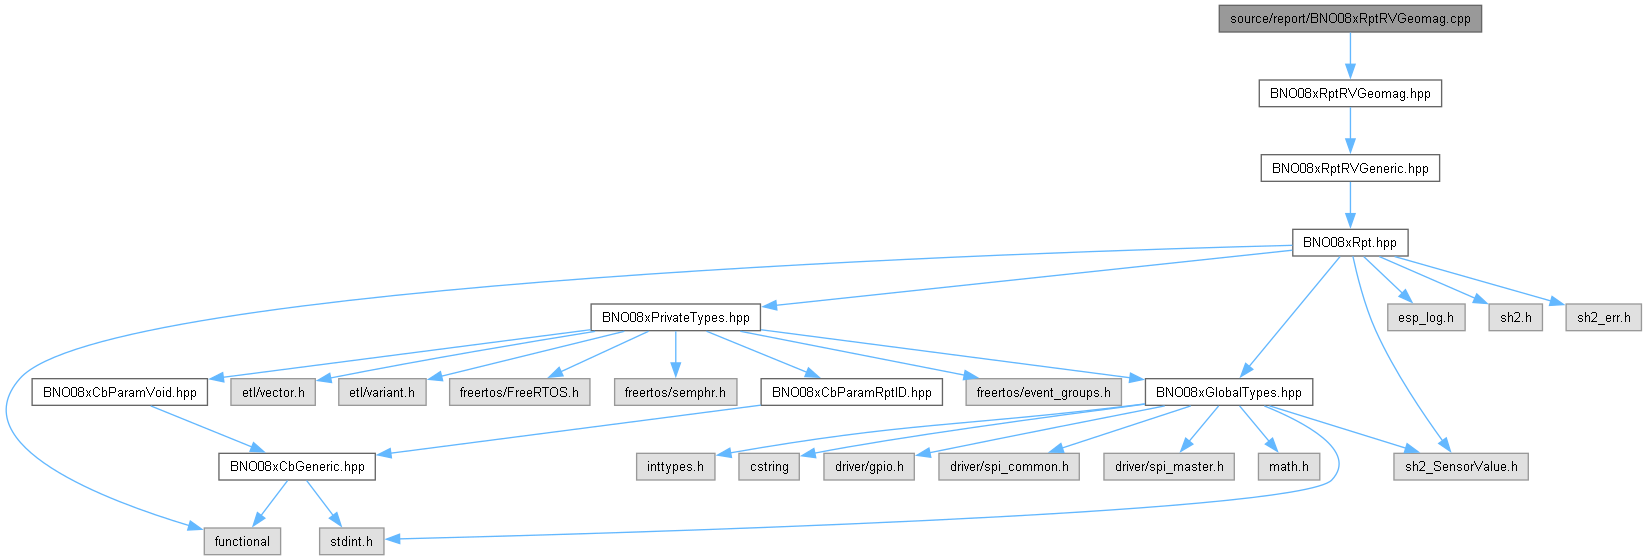 source/report/BNO08xRptRVGeomag.cpp
BNO08xRptRVGeomag.hpp
BNO08xRptRVGeneric.hpp
BNO08xRpt.hpp
BNO08xPrivateTypes.hpp
esp_log.h
sh2.h
sh2_err.h
BNO08xCbParamVoid.hpp
etl/vector.h
etl/variant.h
freertos/FreeRTOS.h
freertos/semphr.h
BNO08xCbParamRptID.hpp
freertos/event_groups.h
BNO08xGlobalTypes.hpp
BNO08xCbGeneric.hpp
inttypes.h
cstring
driver/gpio.h
driver/spi_common.h
driver/spi_master.h
math.h
sh2_SensorValue.h
functional
stdint.h